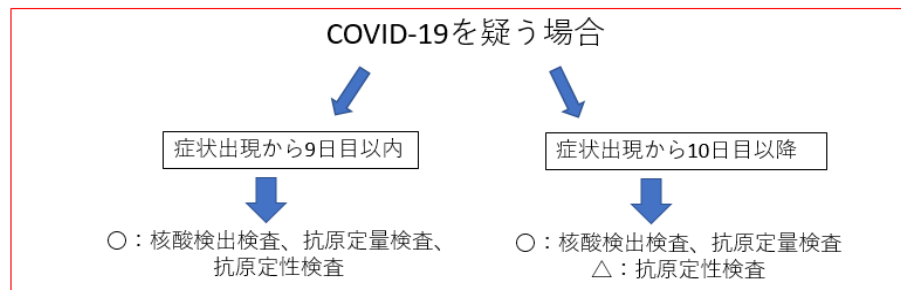 COVID-19を疑う場合
症状出現から9日目以内
症状出現から10日目以降
〇：核酸検出検査、抗原定量検査、
抗原定性検査
〇：核酸検出検査、抗原定量検査
△：抗原定性検査